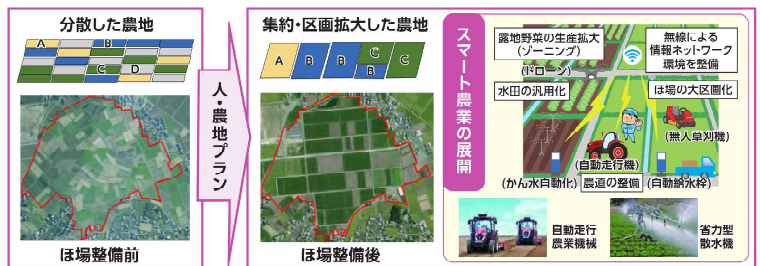 分散した農地
A
B
C
D
ほ場整備前
人・農地プラン
集約・区画拡大した農地
A
B
B
C
B
C
ほ場整備後
スマート農業の展開
露地野菜の生産拡大
(ゾーニング)
(ドローン)
水田の汎用化
無線による
情報ネットワーク
環境を整備
ほ場の大区画化
(無人草刈機)
(自動走行機)
(かん水自動化)
農道の整備
(自動給水栓)
自動走行
農業機械
省力型
散水機